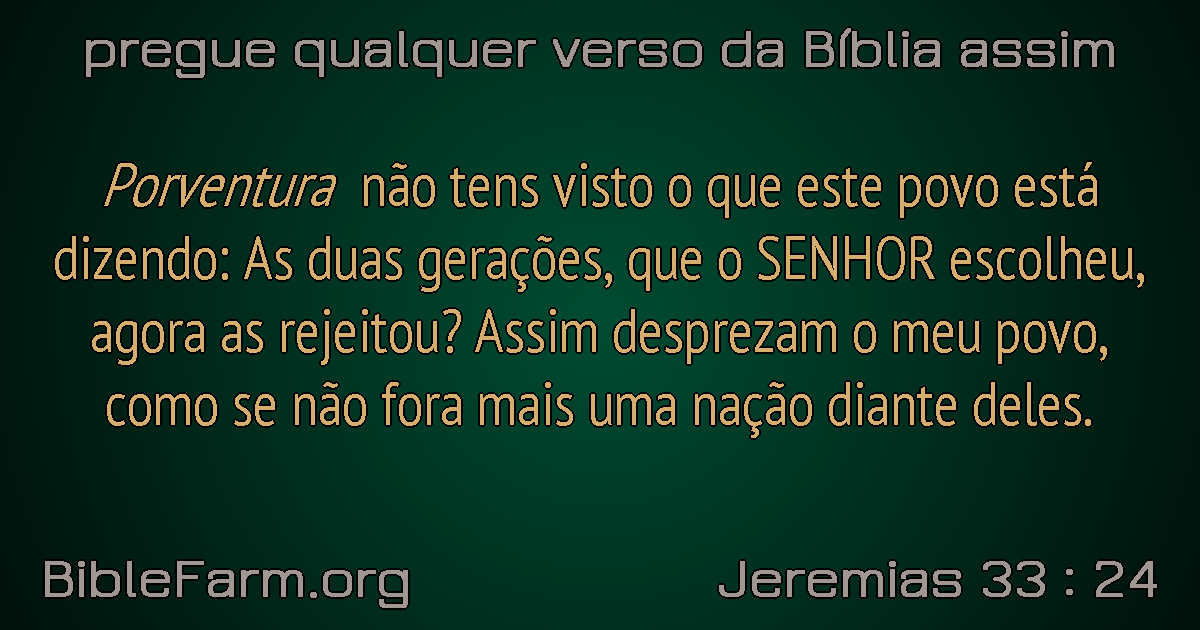 pregue qualquer verso da Bíblia assim
Porventura não tens visto o que este povo está
dizendo: As duas gerações, que o SENHOR escolheu,
agora as rejeitou? Assim desprezam o meu povo,
como se não fora mais uma nação diante deles.
BibleFarm.org
Jeremias 33 : 24